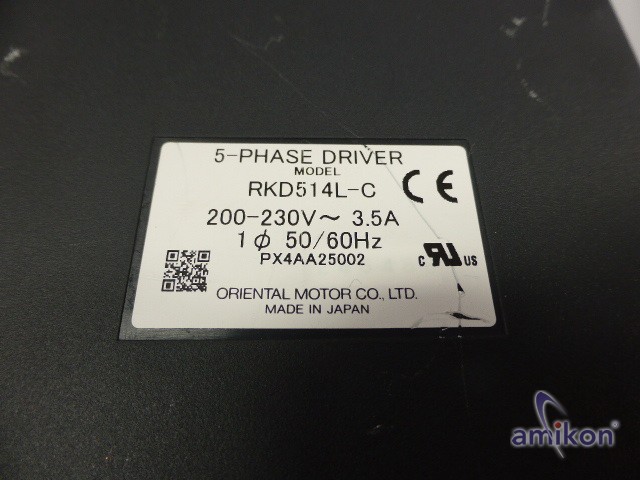 5-PHASE DRIVER
MODEL
RKD514L-C
CE
200-230V~ 3.5A
1ϕ 50/60Hz
PX4AA25002
C RU US
ORIENTAL MOTOR CO., LTD.
MADE IN JAPAN
amikon